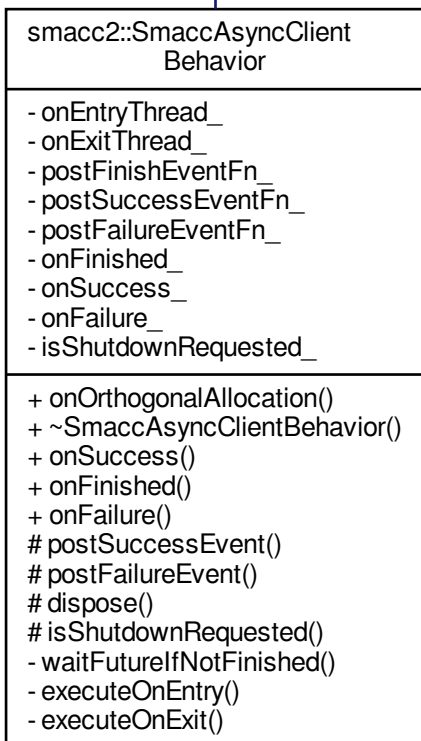 smacc2::SmaccAsyncClient
Behavior
- onEntryThread_
- onExitThread_
- postFinishEventFn_
- postSuccessEventFn_
- postFailureEventFn_
- onFinished_
- onSuccess_
- onFailure_
- isShutdownRequested_
+ onOrthogonalAllocation()
+ ~SmaccAsyncClientBehavior()
+ onSuccess()
+ onFinished()
+ onFailure()
# postSuccessEvent()
# postFailureEvent()
# dispose()
# isShutdownRequested()
- waitFutureIfNotFinished()
- executeOnEntry()
- executeOnExit()